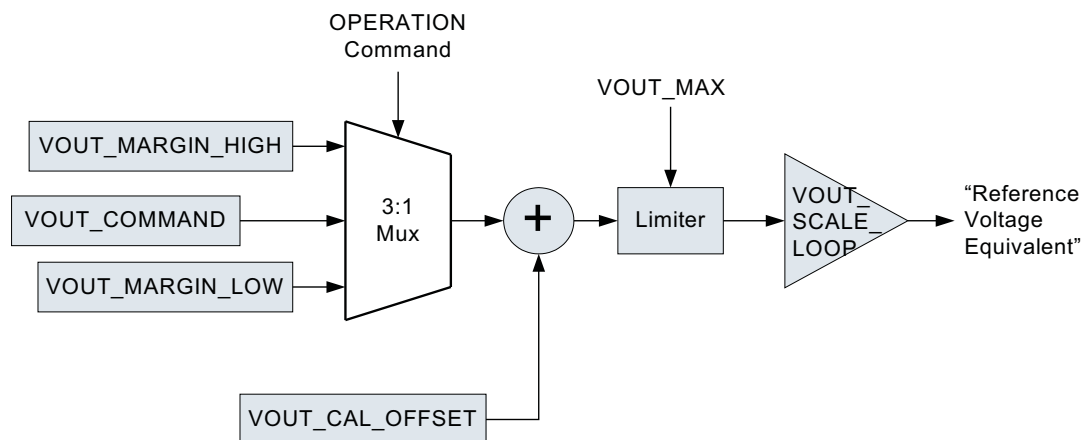 OPERATION
Command
VOUT_MAX
VOUT_MARGIN_HIGH
VOUT_COMMAND
VOUT_MARGIN_LOW
3:1
Mux
+
Limiter
VOUT_
SCALE_
LOOP
“Reference
Voltage
Equivalent”
VOUT_CAL_OFFSET